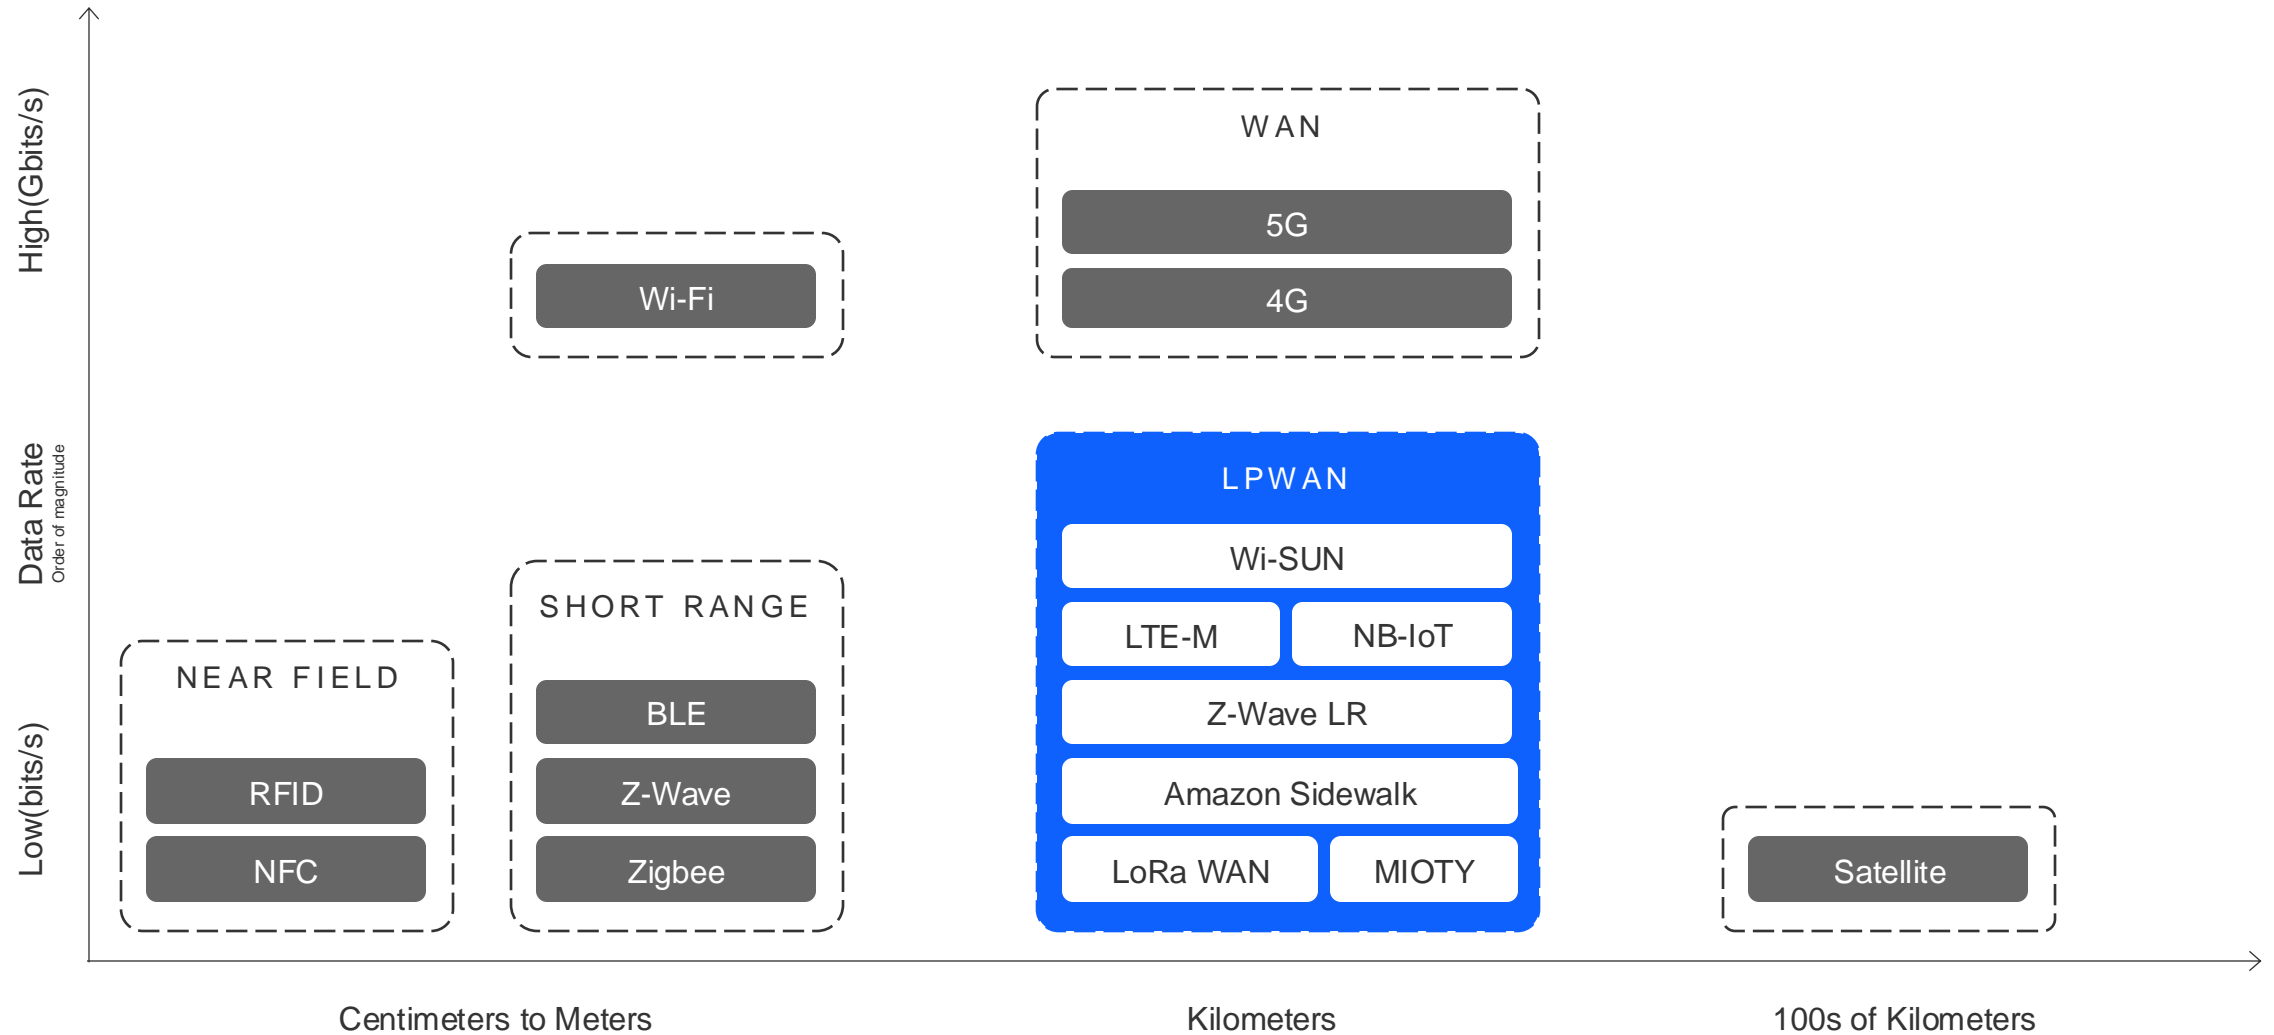 High(Gbits/s)
Data Rate
Order of magnitude
Low(bits/s)
WAN
5G
4G
Wi-Fi
LPWAN
Wi-SUN
LTE-M
NB-IoT
Z-Wave LR
Amazon Sidewalk
LoRa WAN
MIOTY
SHORT RANGE
BLE
Z-Wave
Zigbee
NEAR FIELD
RFID
NFC
Satellite
Centimeters to Meters
Kilometers
100s of Kilometers